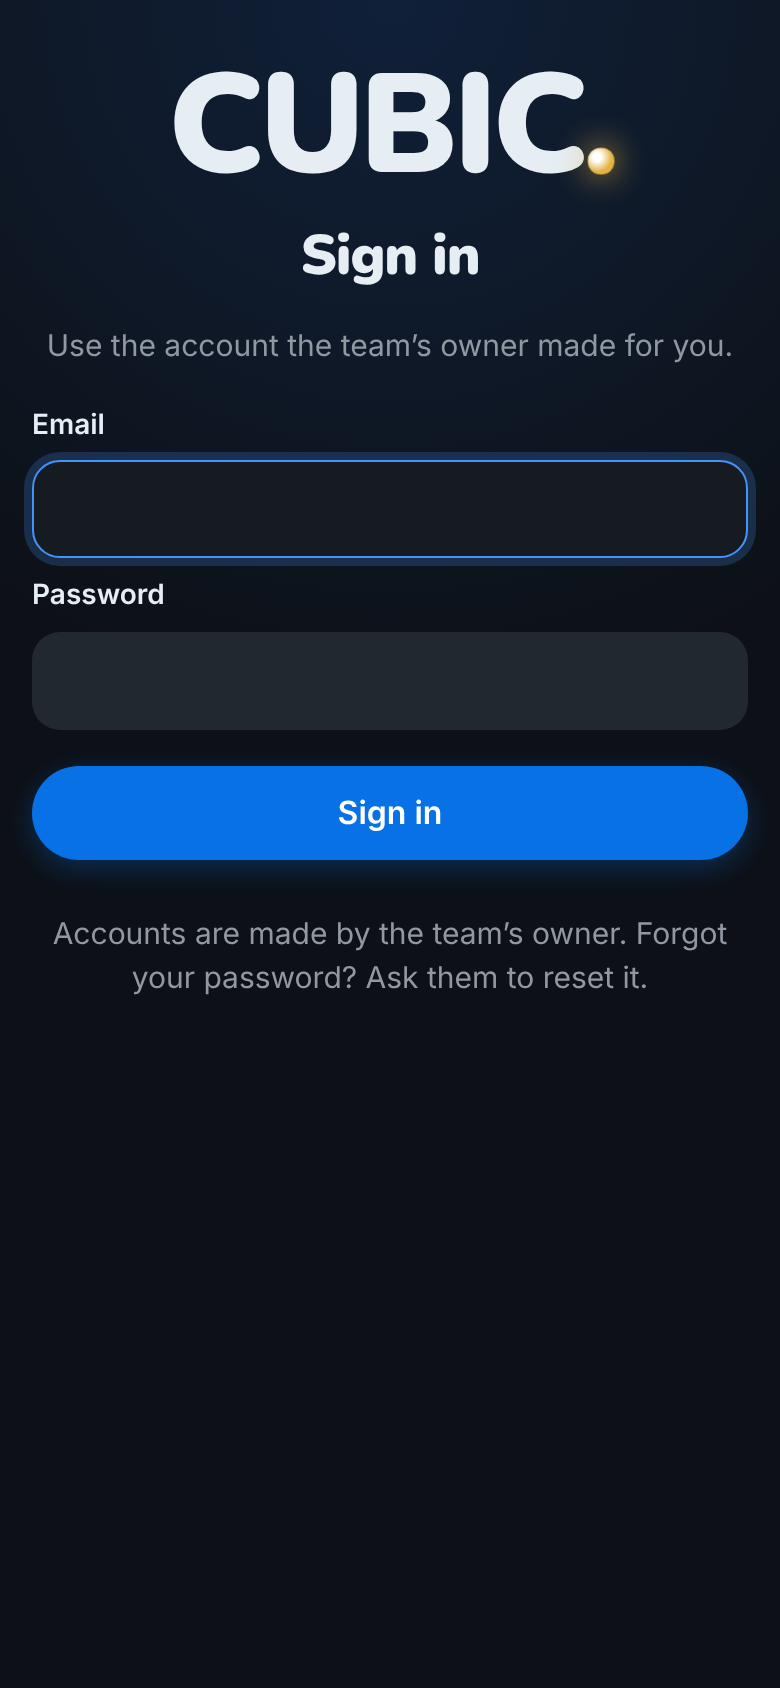 CUBIC.
Sign in
Use the account the team’s owner made for you.
Email
Password
Sign in
Accounts are made by the team’s owner. Forgot
your password? Ask them to reset it.